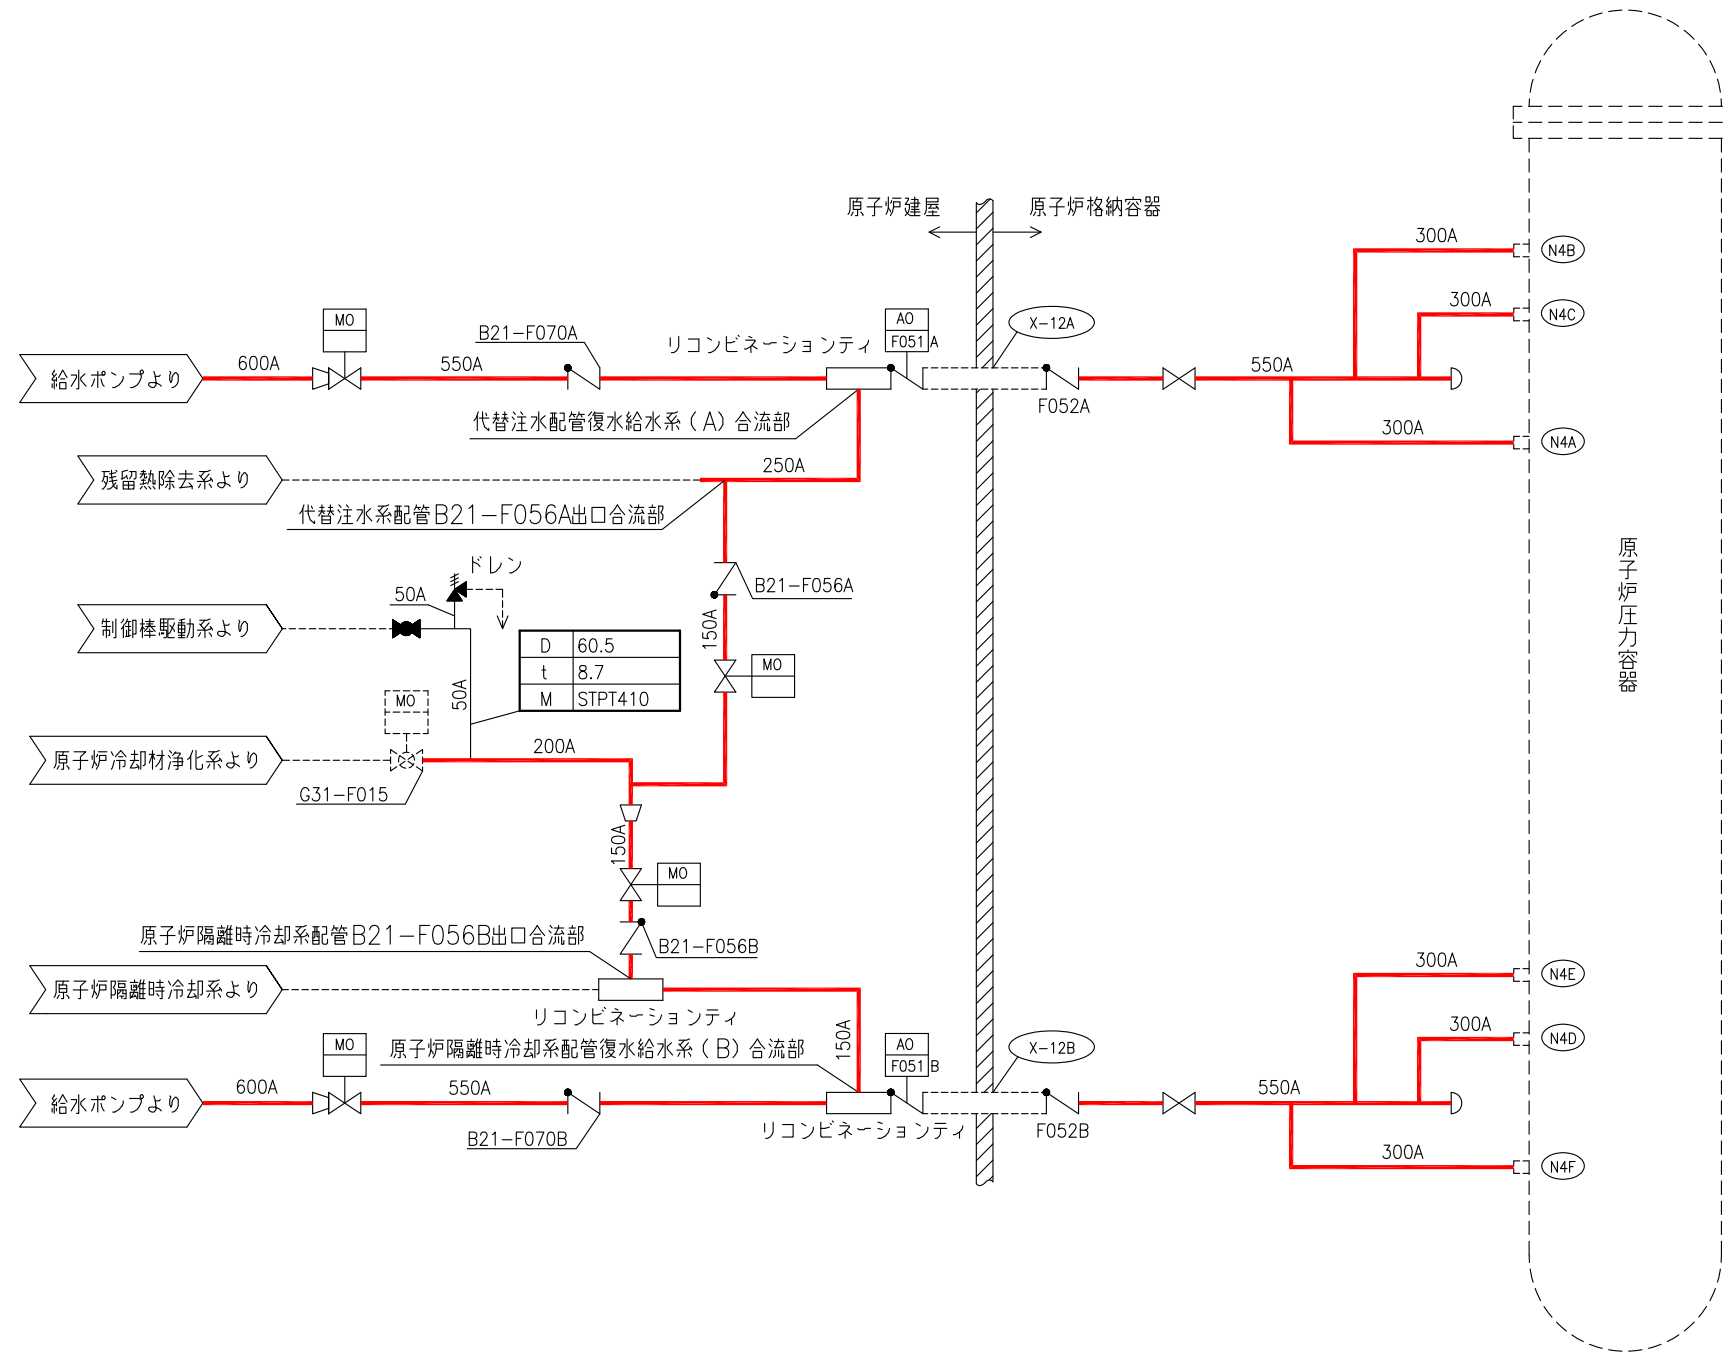 原子炉建屋
原子炉格納容器
300A
N4B
300A
N4C
MO
B21-F070A
リコンビネーションティ
AO
F051A
X-12A
給水ポンプより
600A
550A
550A
F052A
代替注水配管復水給水系(A)合流部
300A
N4A
残留熱除去系より
250A
代替注水系配管B21-F056A出口合流部
原子炉圧力容器
ドレン
50A
B21-F056A
制御棒駆動系より
150A
D 60.5
t 8.7
M STPT410
MO
50A
MO
原子炉冷却材浄化系より
200A
G31-F015
150A
MO
原子炉隔離時冷却系配管B21-F056B出口合流部
B21-F056B
300A
N4E
原子炉隔離時冷却系より
リコンビネーションティ
150A
300A
N4D
MO
原子炉隔離時冷却系配管復水給水系(B)合流部
AO
F051B
X-12B
給水ポンプより
600A
550A
550A
B21-F070B
リコンビネーションティ
F052B
300A
N4F